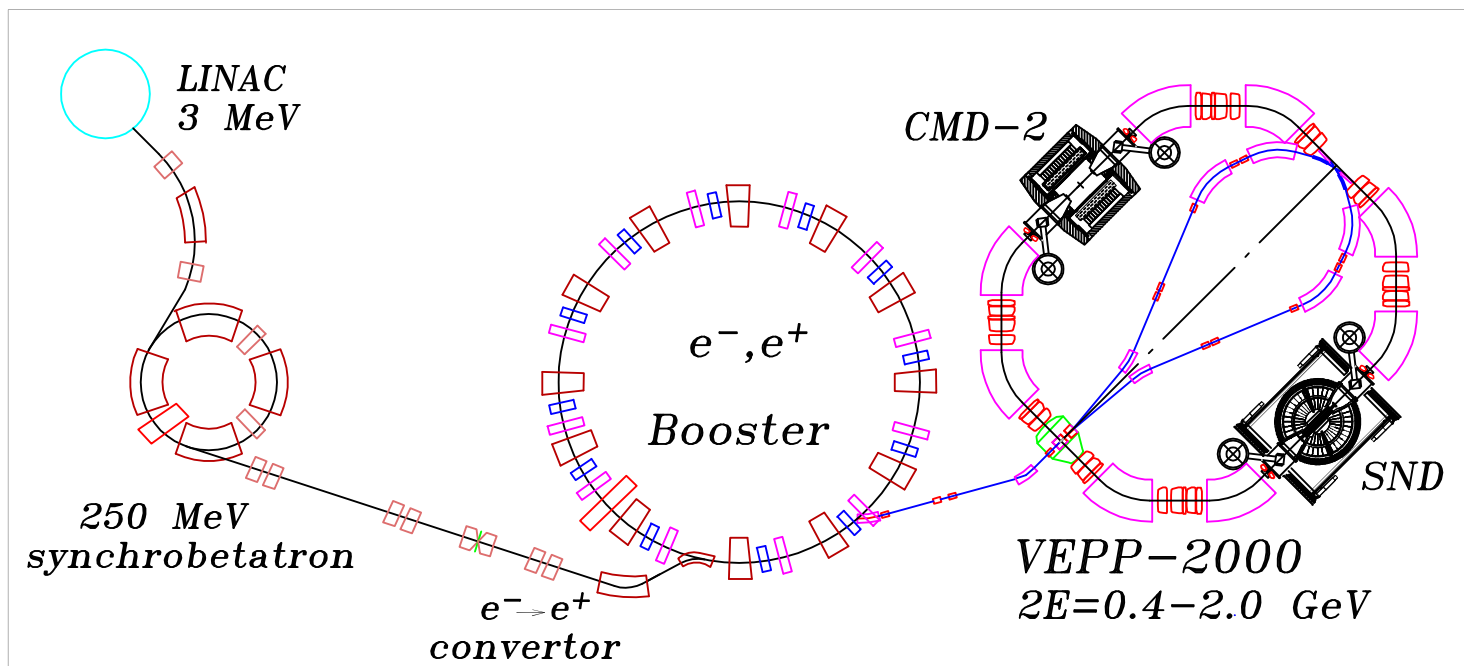 LINAC
3 MeV
CMD-2
e⁻,e⁺
Booster
SND
250 MeV
synchrobetatron
VEPP-2000
2E=0.4-2.0 GeV
e⁻→e⁺
convertor